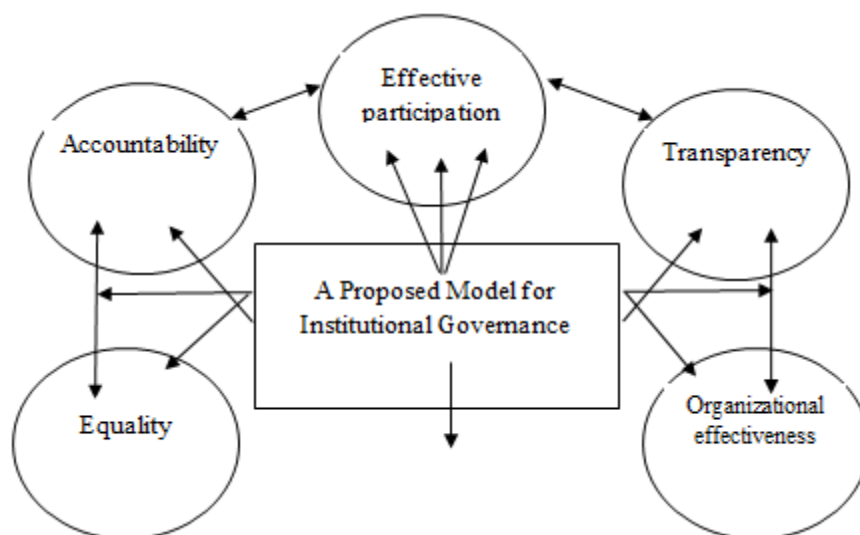 Effective
participation
Accountability
Transparency
A Proposed Model for
Institutional Governance
Equality
Organizational
effectiveness